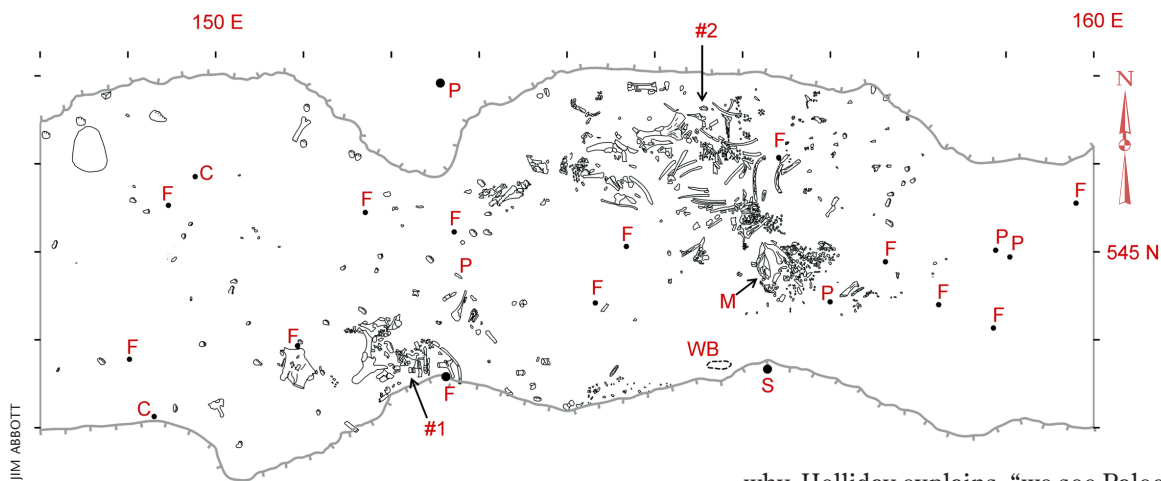 150 E
160 E
#2
P
N
F
C
F
F
F
F
F
P
P P
545 N
F
P
M
F
F
P
F
F
F
WB
F
S
F
C
#1
JIM ABBOTT
why, Holliday explains, “we see Paleo